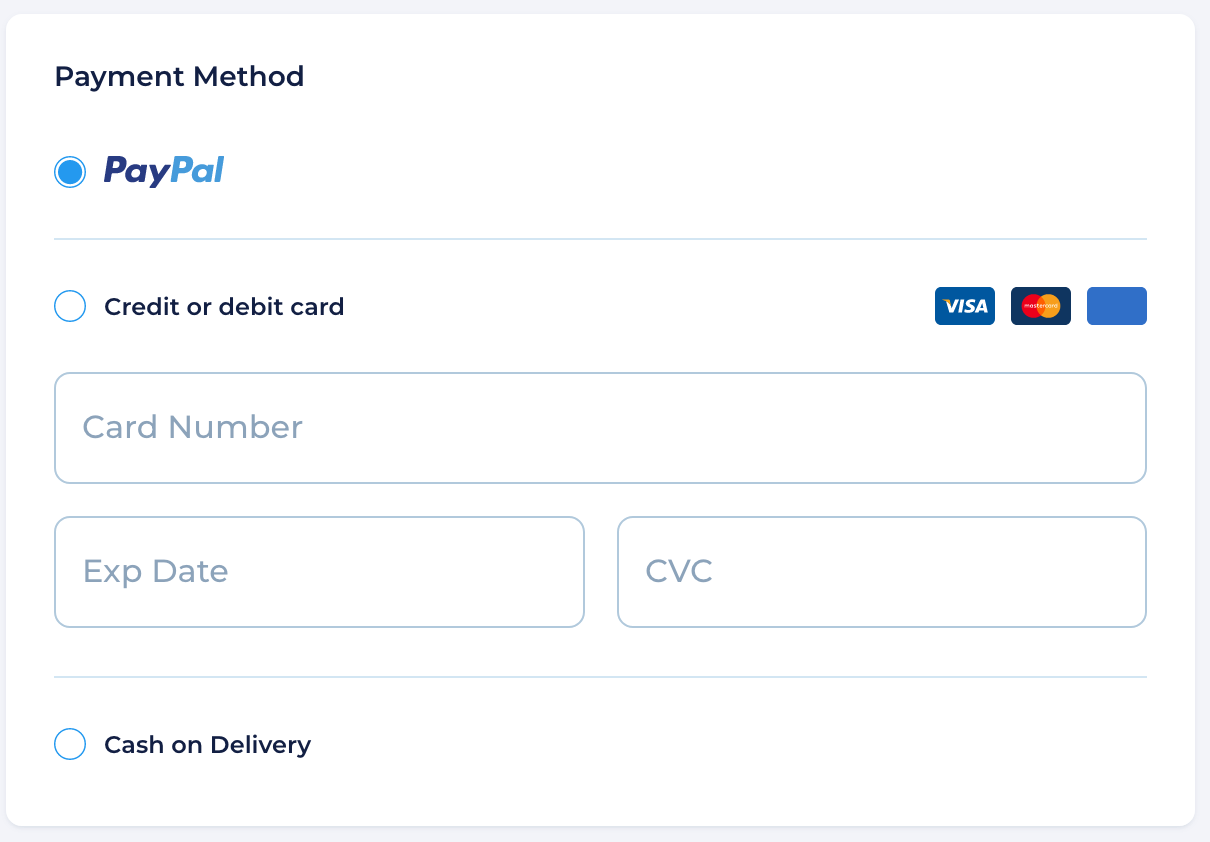 Payment Method
PayPal
Credit or debit card
VISA
mastercard
Card Number
Exp Date
CVC
Cash on Delivery